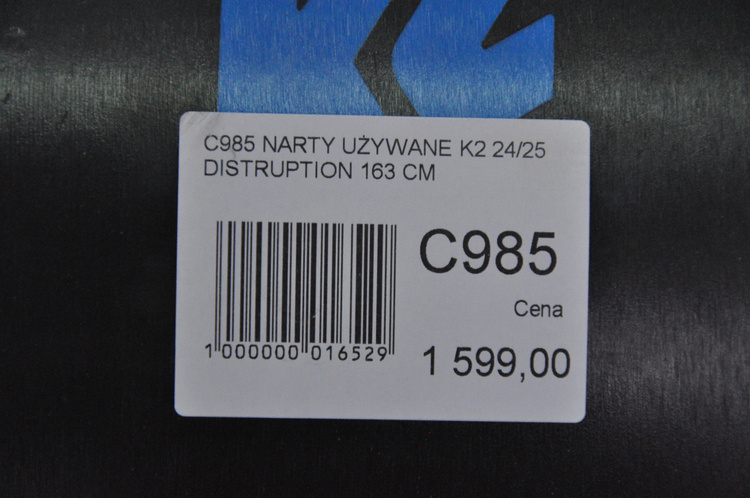 C985 NARTY UŻYWANE K2 24/25
DISTRUPTION 163 CM
C985
Cena
1 599,00
1 000000 016529